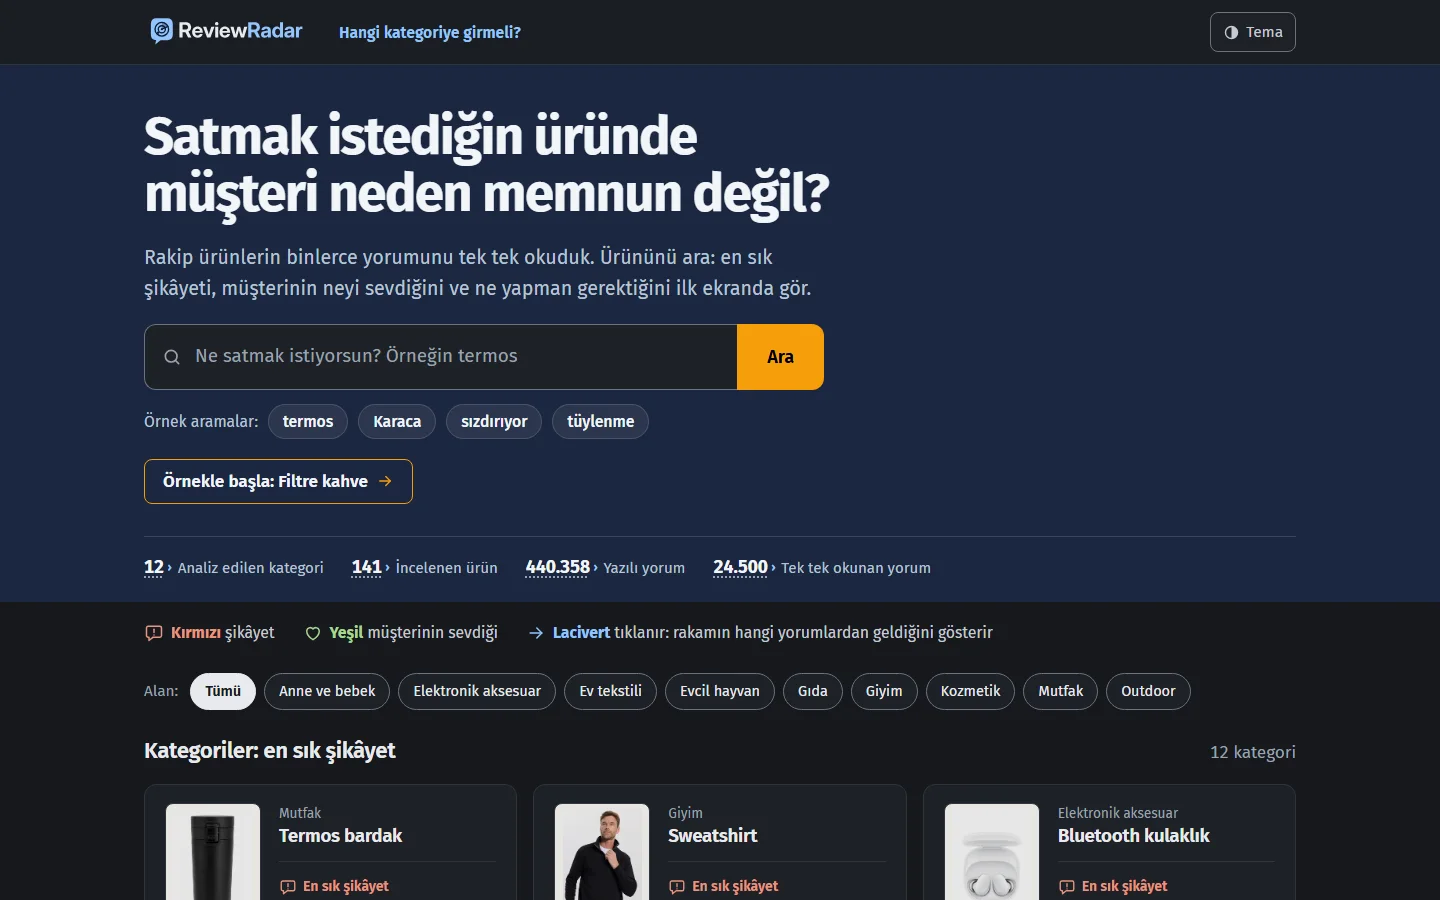 ReviewRadar
Hangi kategoriye girmeli?
Tema
Satmak istediğin üründe
müşteri neden memnun değil?
Rakip ürünlerin binlerce yorumunu tek tek okuduk. Ürününü ara: en sık
şikâyeti, müşterinin neyi sevdiğini ve ne yapman gerektiğini ilk ekranda gör.
Ne satmak istiyorsun? Örneğin termos
Ara
Örnek aramalar: termos Karaca sızdırıyor tüylenme
Örnekle başla: Filtre kahve →
12 › Analiz edilen kategori 141 › İncelenen ürün 440.358 › Yazılı yorum 24.500 › Tek tek okunan yorum
Kırmızı şikâyet Yeşil müşterinin sevdiği → Lacivert tıklanır: rakamın hangi yorumlardan geldiğini gösterir
Alan: Tümü Anne ve bebek Elektronik aksesuar Ev tekstili Evcil hayvan Gıda Giyim Kozmetik Mutfak Outdoor
Kategoriler: en sık şikâyet
12 kategori
Mutfak
Termos bardak
En sık şikâyet
Giyim
Sweatshirt
En sık şikâyet
Elektronik aksesuar
Bluetooth kulaklık
En sık şikâyet